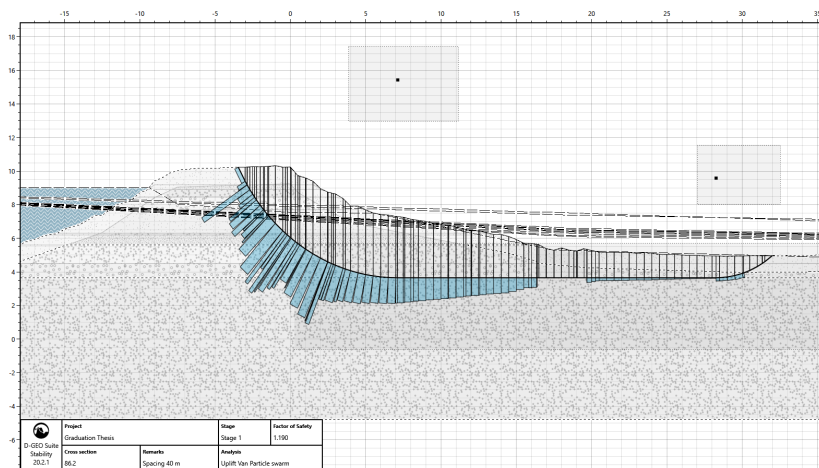 -15 -10 -5 0 5 10 15 20 25 30 35
18
16
14
12
10
8
6
4
2
0
-2
-4
-6
D-GEO Suite
Stability
20.2.1
Project
Graduation Thesis
Stage
Stage 1
Factor of Safety
1.190
Cross section
86.2
Remarks
Spacing 40 m
Analysis
Uplift Van Particle swarm